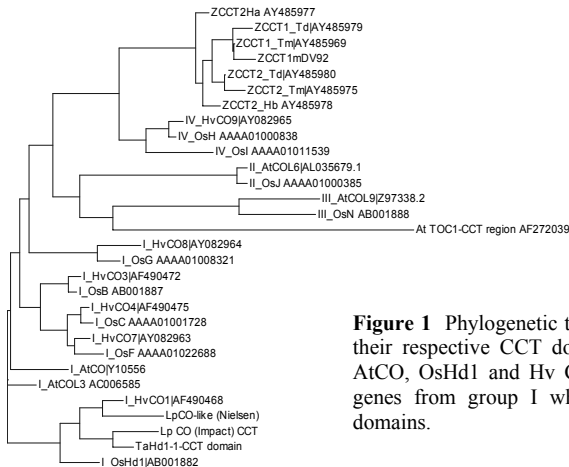 ZCCT2Ha AY485977
ZCCT1_Td|AY485979
ZCCT1_Tm|AY485969
ZCCT1mDV92
ZCCT2_Td|AY485980
ZCCT2_Tm|AY485975
ZCCT2_Hb AY485978
IV_HvCO9|AY082965
IV_OsH AAAA01000838
IV_OsI AAAA01011539
II_AtCOL6|AL035679.1
II_OsJ AAAA01000385
III_AtCOL9|Z97338.2
III_OsN AB001888
At TOC1-CCT region AF272039
I_HvCO8|AY082964
I_OsG AAAA01008321
I_HvCO3|AF490472
I_OsB AB001887
I_HvCO4|AF490475
I_OsC AAAA01001728
I_HvCO7|AY082963
I_OsF AAAA01022688
I_AtCO|Y10556
I_AtCOL3 AC006585
I_HvCO1|AF490468
LpCO-like (Nielsen)
Lp CO (Impact) CCT
TaHd1-1-CCT domain
I_OsHd1|AB001882
Figure 1 Phylogenetic t
their respective CCT do
AtCO, OsHd1 and Hv C
genes from group I wh
domains.